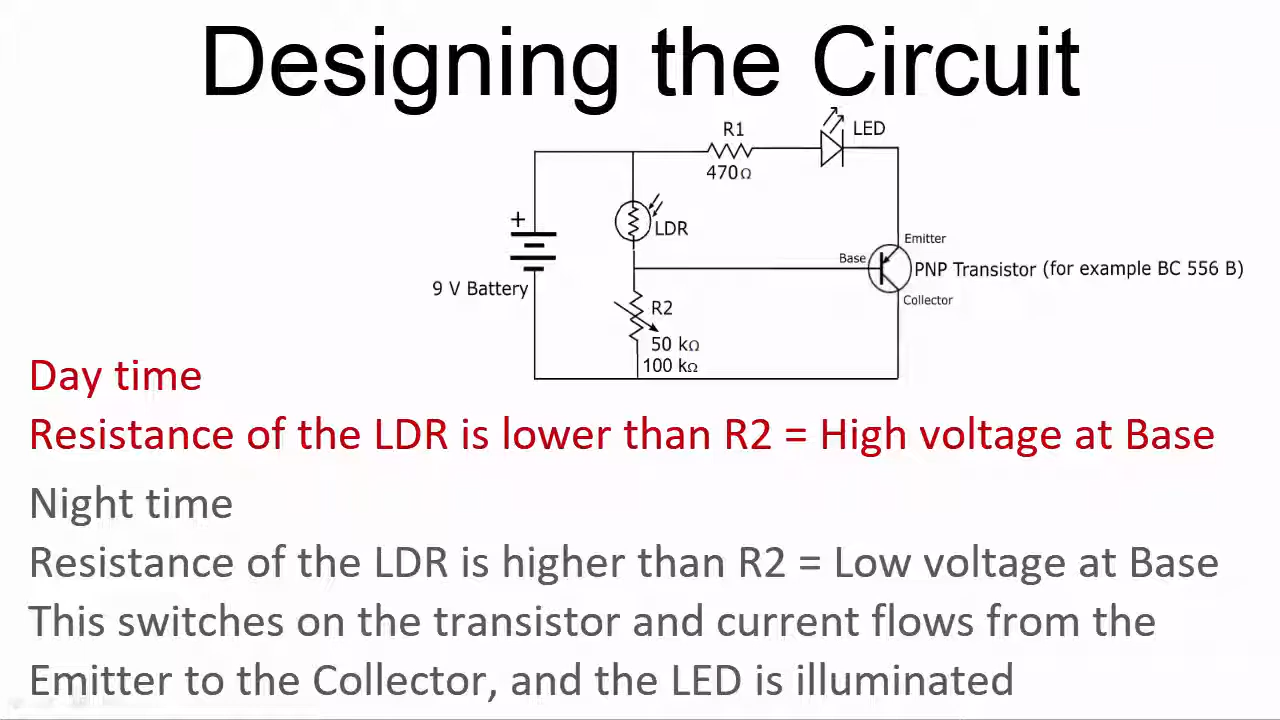 Designing the Circuit
R1
LED
470Ω
+
LDR
Emitter
Base
PNP Transistor (for example BC 556 B)
9 V Battery
Collector
R2
50 kΩ
100 kΩ
Day time
Resistance of the LDR is lower than R2 = High voltage at Base
Night time
Resistance of the LDR is higher than R2 = Low voltage at Base
This switches on the transistor and current flows from the
Emitter to the Collector, and the LED is illuminated